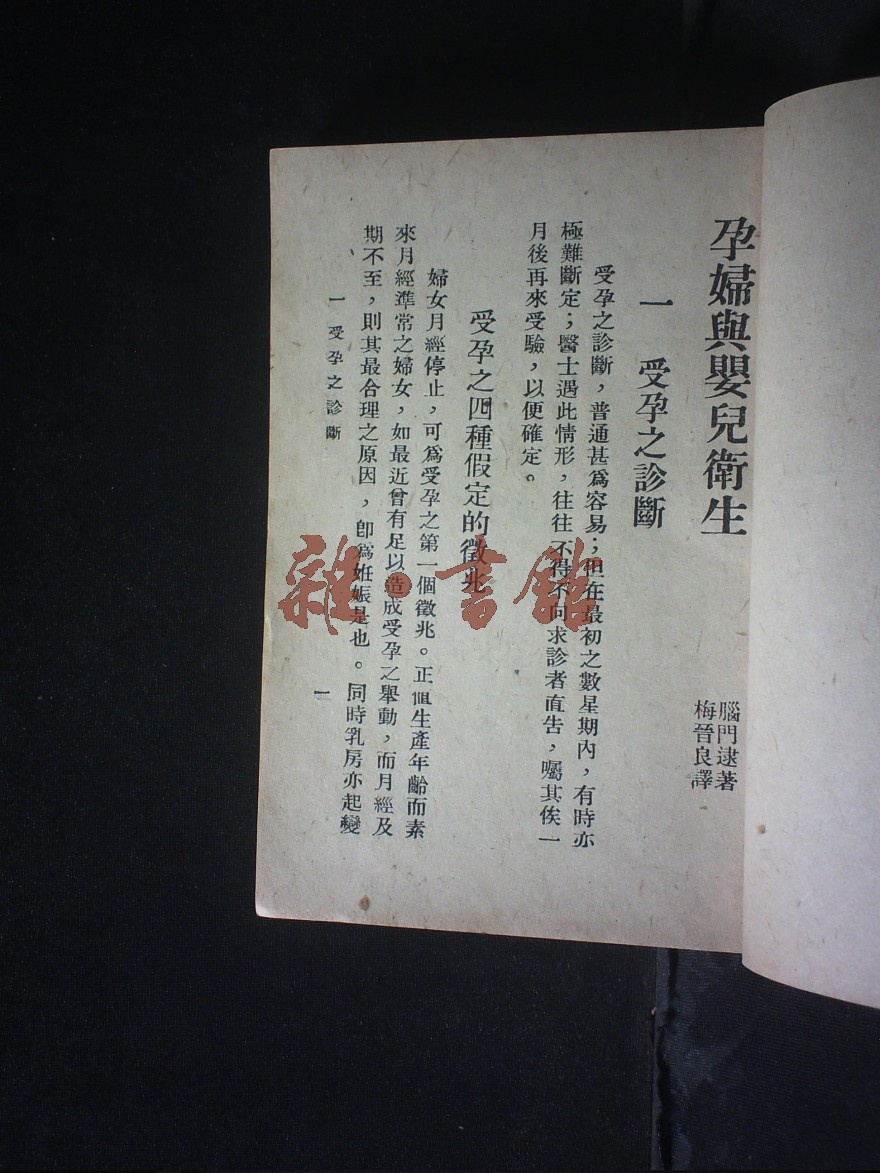 孕婦與嬰兒衛生
腦門逮著
梅晉良譯
一 受孕之診斷
受孕之診斷，普通甚爲容易；但在最初之數星期內，有時亦
極難斷定；醫士遇此情形，往往不得不向求診者直告，囑其俟一
月後再來受驗，以便確定。
受孕之四種假定的徵兆
婦女月經停止，可爲受孕之第一個徵兆。正值生產年齡而素
來月經準常之婦女，如最近曾有足以造成受孕之舉動，而月經及
期不至，則其最合理之原因，卽爲妊娠是也。同時乳房亦起變
一 受孕之診斷
一
雜·書館